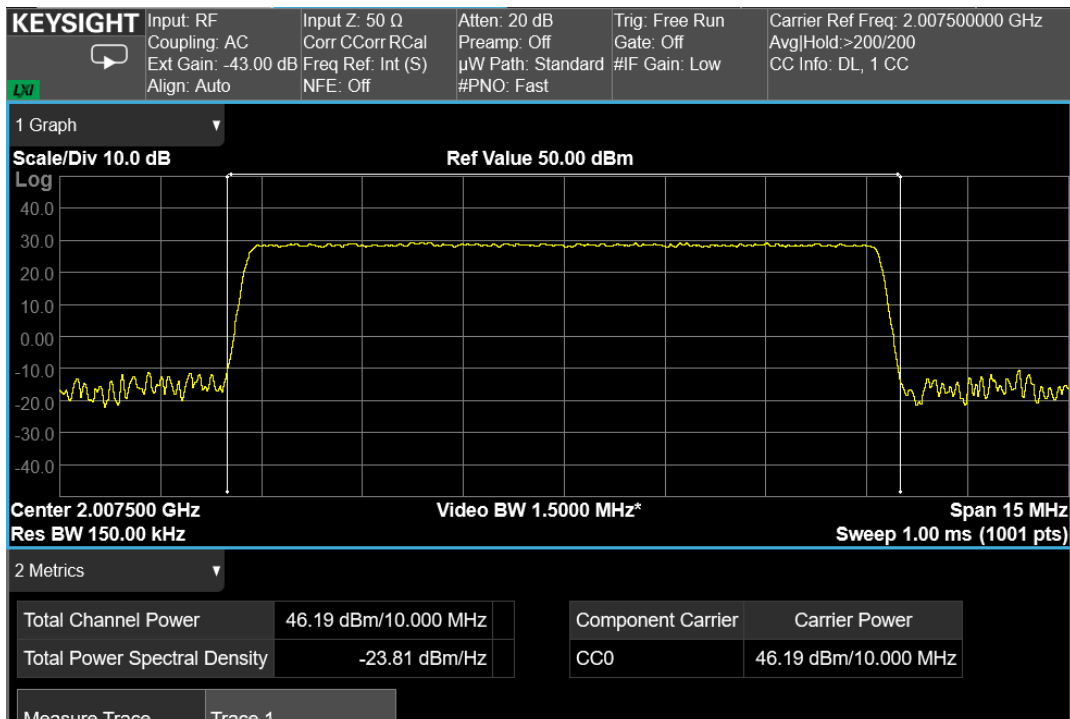 KEYSIGHT Input: RF Input Z: 50 Ω Atten: 20 dB Trig: Free Run Carrier Ref Freq: 2.007500000 GHz
Coupling: AC Corr CCorr RCal Preamp: Off Gate: Off Avg|Hold:>200/200
Ext Gain: -43.00 dB Freq Ref: Int (S) µW Path: Standard #IF Gain: Low CC Info: DL, 1 CC
LXI Align: Auto NFE: Off #PNO: Fast
1 Graph
Scale/Div 10.0 dB Ref Value 50.00 dBm
Log
40.0
30.0
20.0
10.0
0.00
-10.0
-20.0
-30.0
-40.0
Center 2.007500 GHz Video BW 1.5000 MHz* Span 15 MHz
Res BW 150.00 kHz Sweep 1.00 ms (1001 pts)
2 Metrics
Total Channel Power 46.19 dBm/10.000 MHz Component Carrier Carrier Power
Total Power Spectral Density -23.81 dBm/Hz CC0 46.19 dBm/10.000 MHz
Measure Trace Trace 1